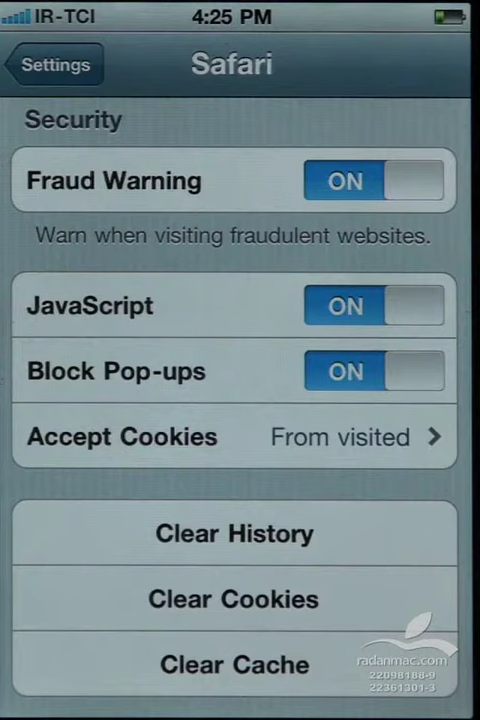 IR-TCI 4:25 PM
Settings Safari
Security
Fraud Warning ON
Warn when visiting fraudulent websites.
JavaScript ON
Block Pop-ups ON
Accept Cookies From visited
Clear History
Clear Cookies
Clear Cache
radanmac.com
22098188-9
22361301-3